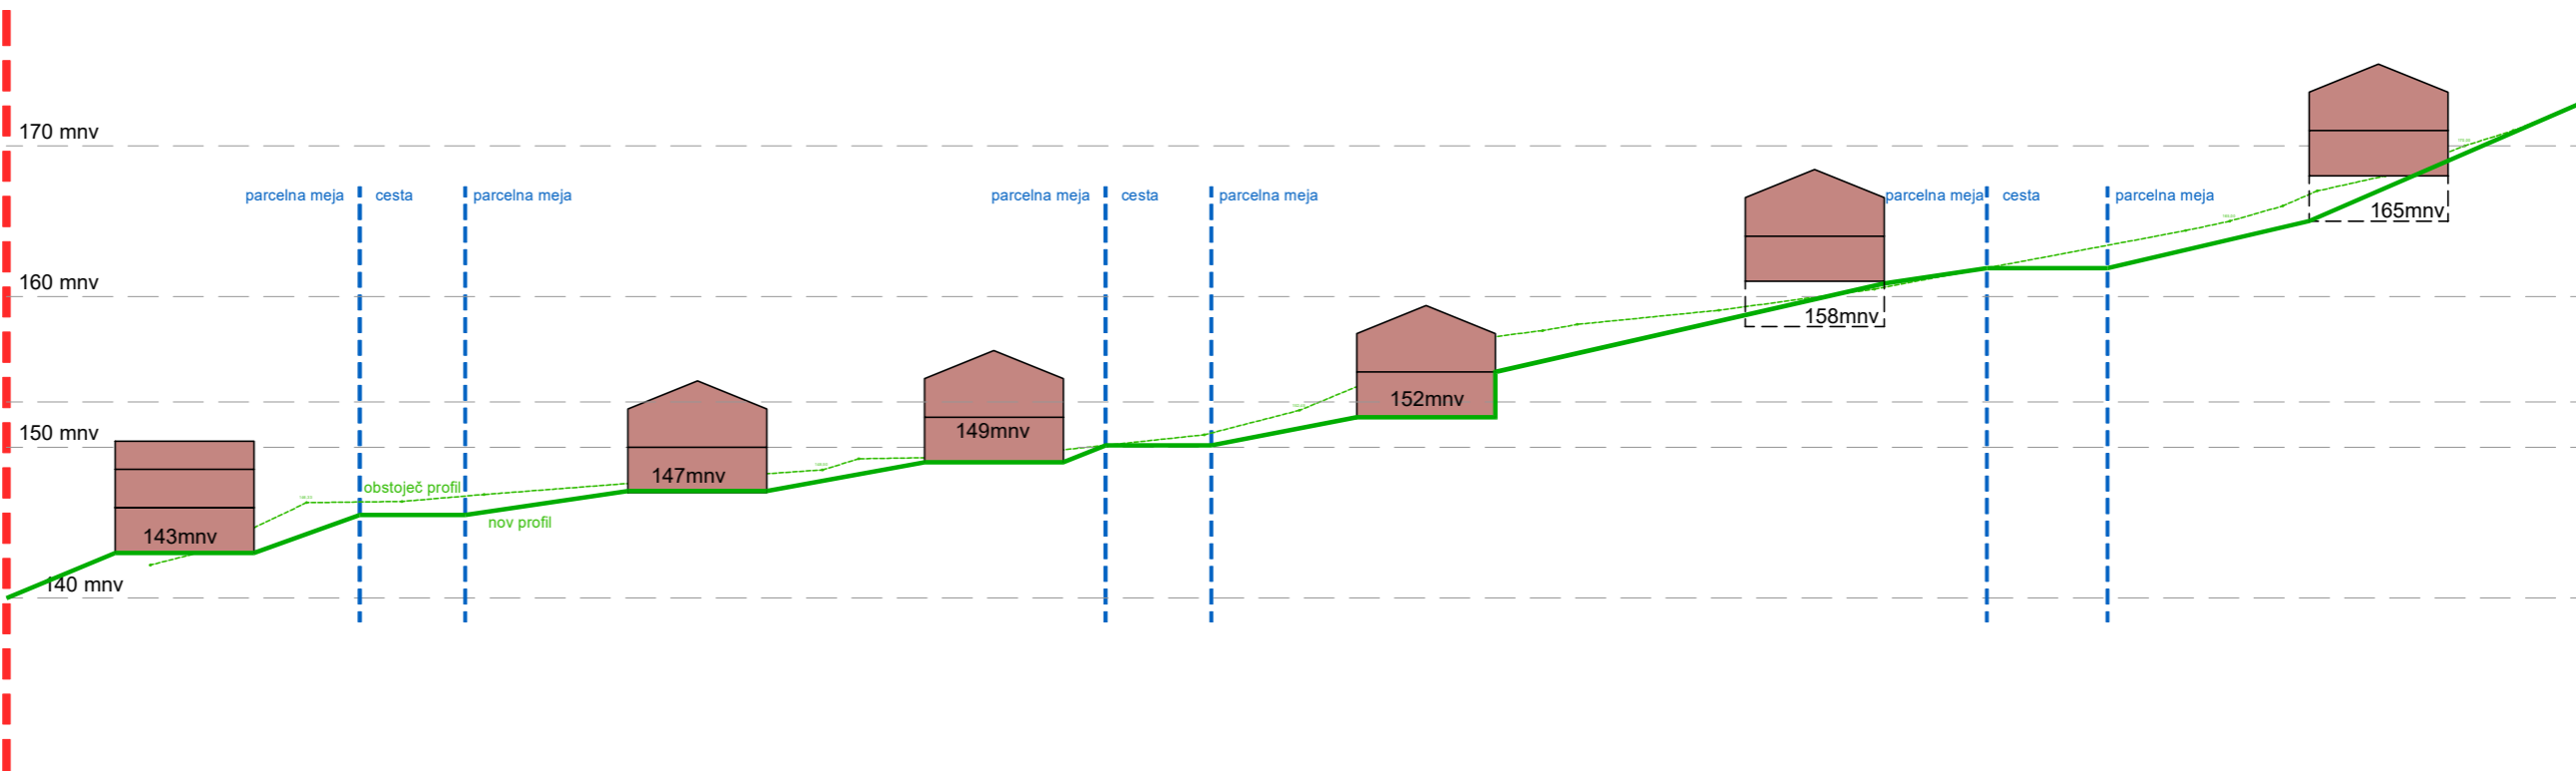 170 mnv
parcelna meja
cesta
parcelna meja
parcelna meja
cesta
parcelna meja
parcelna meja
cesta
parcelna meja
165mnv
160 mnv
158mnv
152mnv
150 mnv
149mnv
147mnv
obstoječ profil
nov profil
143mnv
140 mnv